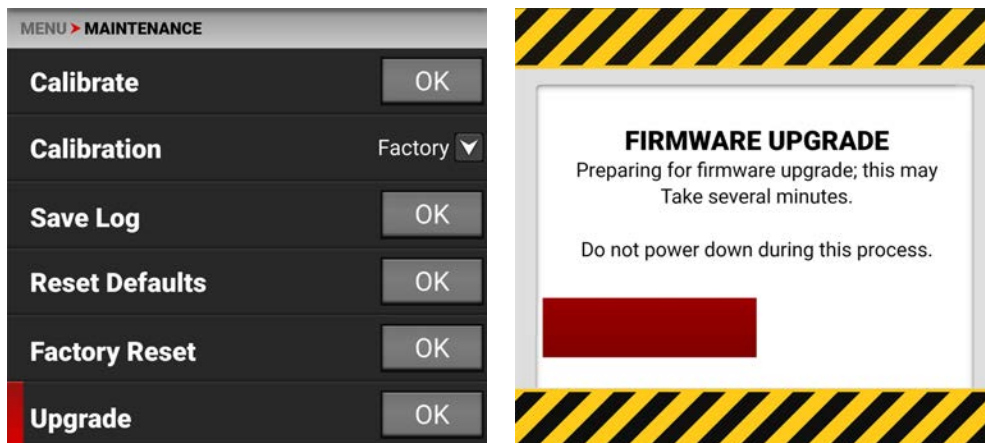 MENU > MAINTENANCE
Calibrate OK
Calibration Factory
Save Log OK
Reset Defaults OK
Factory Reset OK
Upgrade OK
FIRMWARE UPGRADE
Preparing for firmware upgrade; this may
Take several minutes.
Do not power down during this process.